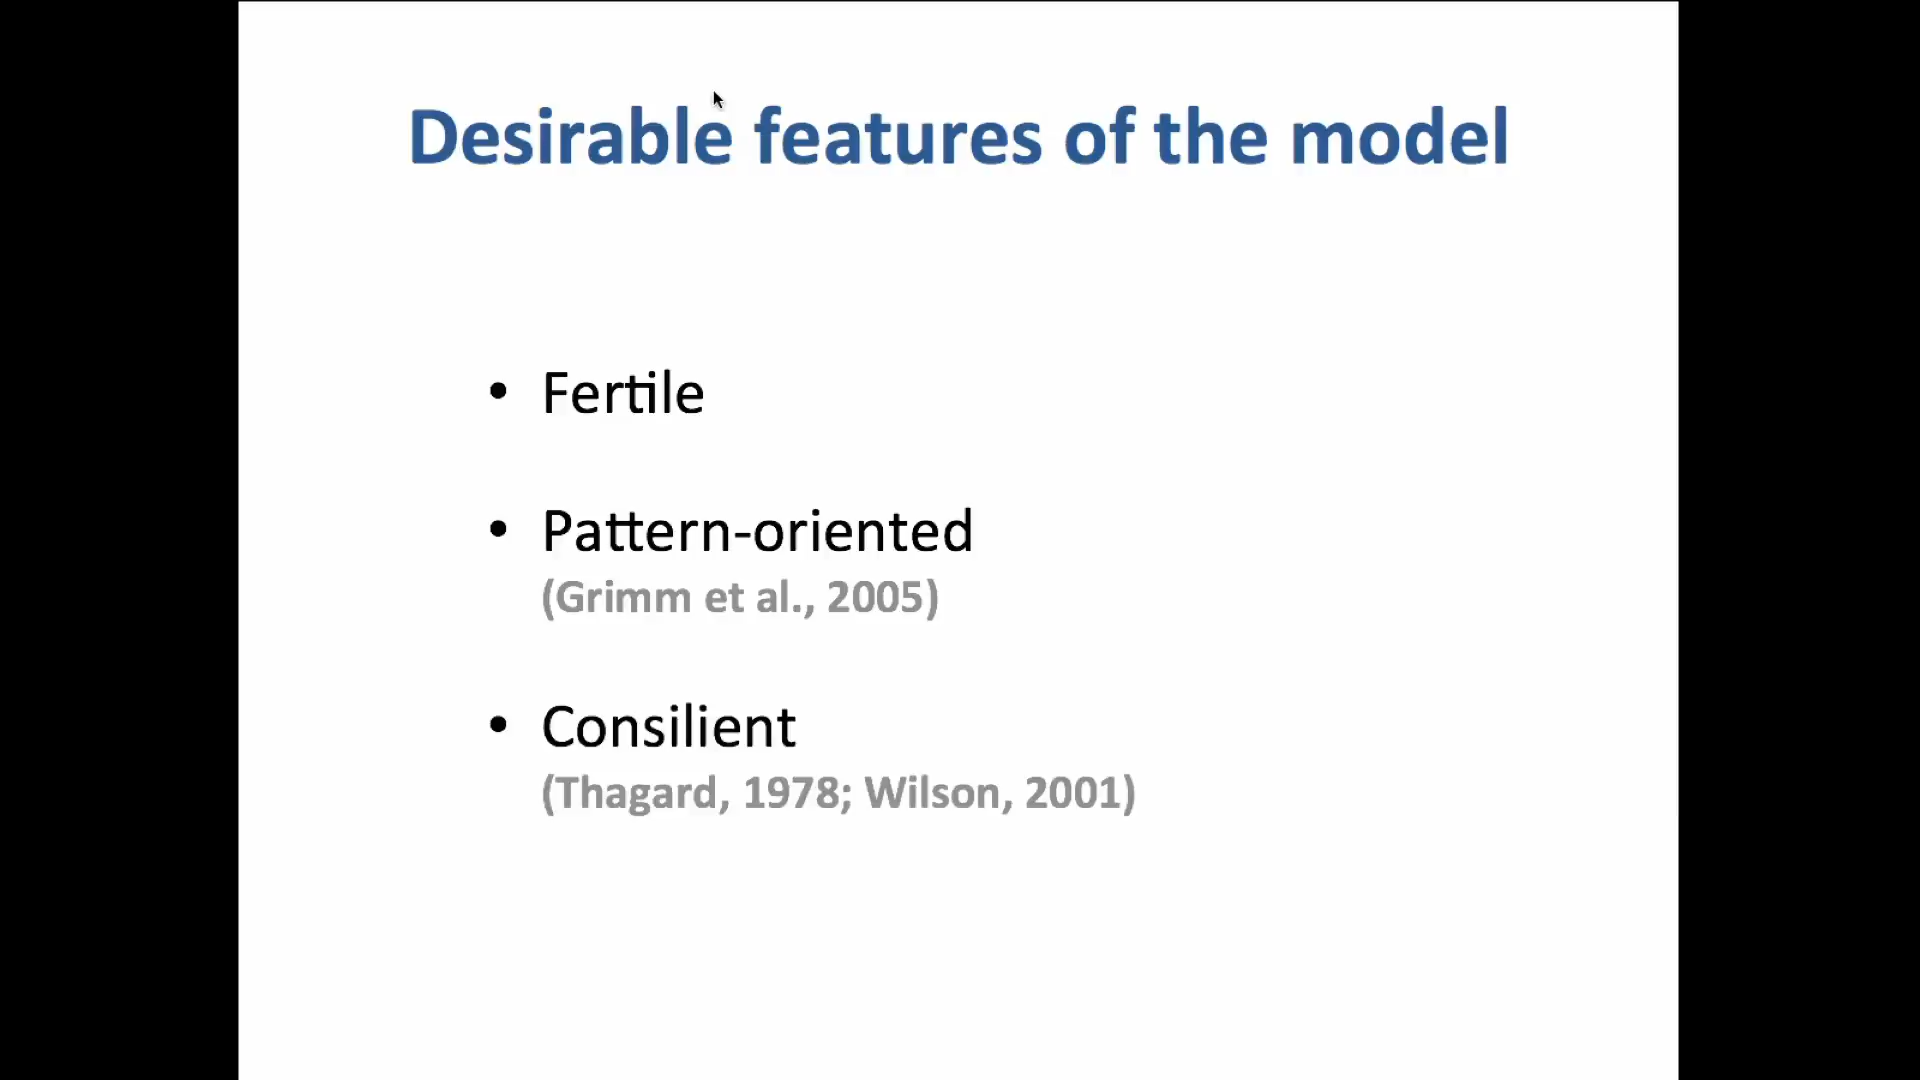 Desirable features of the model
• Fertile
• Pattern-oriented
(Grimm et al., 2005)
• Consilient
(Thagard, 1978; Wilson, 2001)